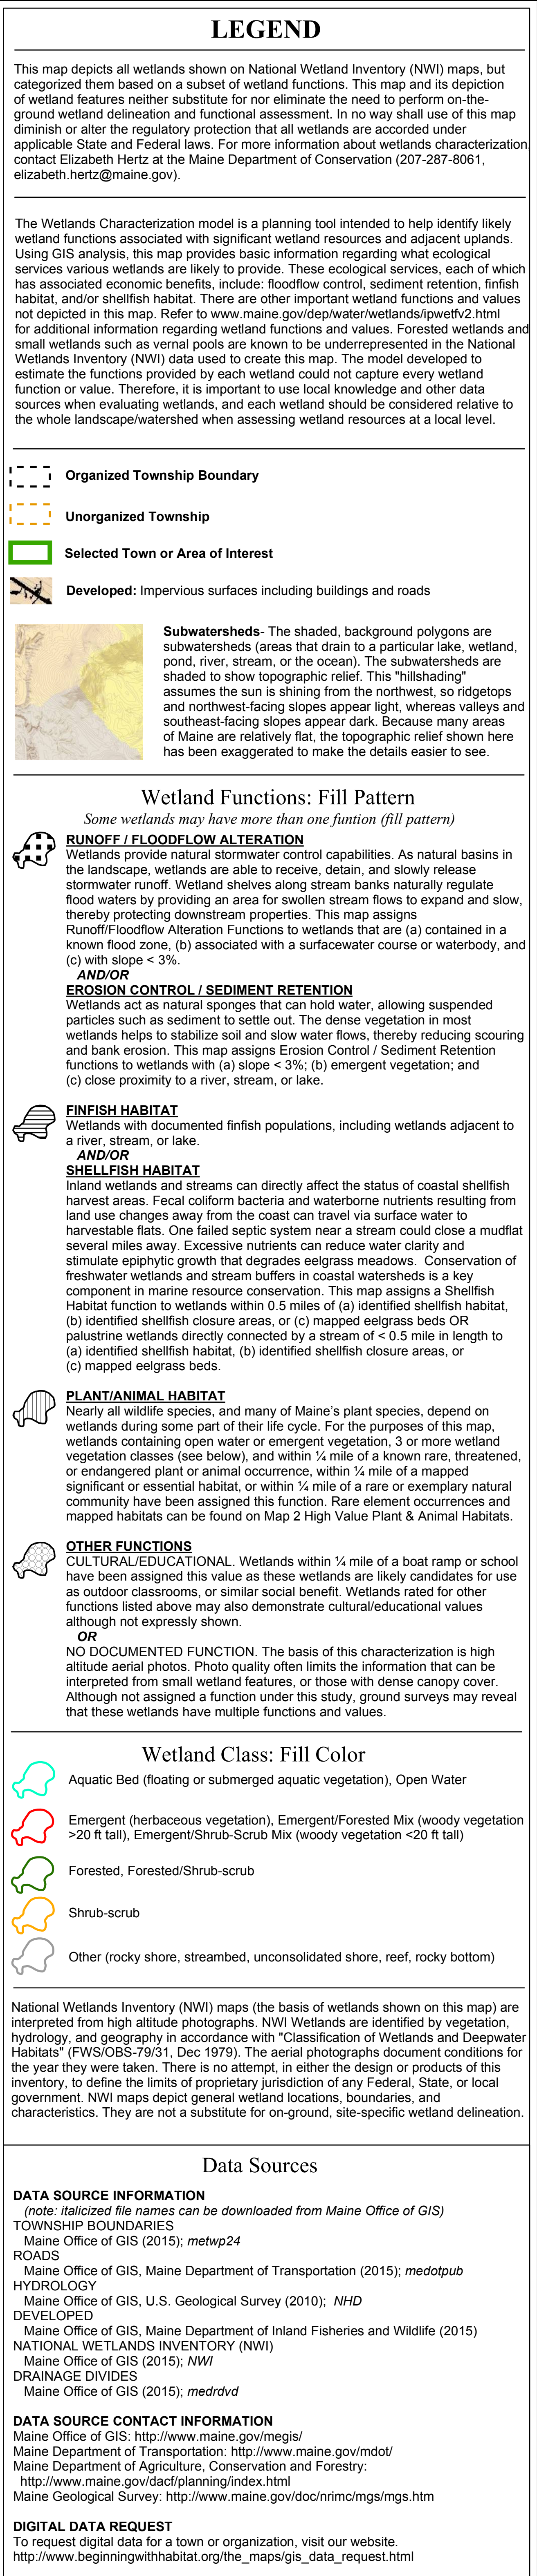 LEGEND
This map depicts all wetlands shown on National Wetland Inventory (NWI) maps, but
categorized them based on a subset of wetland functions. This map and its depiction
of wetland features neither substitute for nor eliminate the need to perform on-the-
ground wetland delineation and functional assessment. In no way shall use of this map
diminish or alter the regulatory protection that all wetlands are accorded under
applicable State and Federal laws. For more information about wetlands characterization,
contact Elizabeth Hertz at the Maine Department of Conservation (207-287-8061,
elizabeth.hertz@maine.gov).
The Wetlands Characterization model is a planning tool intended to help identify likely
wetland functions associated with significant wetland resources and adjacent uplands.
Using GIS analysis, this map provides basic information regarding what ecological
services various wetlands are likely to provide. These ecological services, each of which
has associated economic benefits, include: floodflow control, sediment retention, finfish
habitat, and/or shellfish habitat. There are other important wetland functions and values
not depicted in this map. Refer to www.maine.gov/dep/water/wetlands/ipwetfv2.html
for additional information regarding wetland functions and values. Forested wetlands and
small wetlands such as vernal pools are known to be underrepresented in the National
Wetlands Inventory (NWI) data used to create this map. The model developed to
estimate the functions provided by each wetland could not capture every wetland
function or value. Therefore, it is important to use local knowledge and other data
sources when evaluating wetlands, and each wetland should be considered relative to
the whole landscape/watershed when assessing wetland resources at a local level.
Organized Township Boundary
Unorganized Township
Selected Town or Area of Interest
Developed: Impervious surfaces including buildings and roads
Subwatersheds- The shaded, background polygons are
subwatersheds (areas that drain to a particular lake, wetland,
pond, river, stream, or the ocean). The subwatersheds are
shaded to show topographic relief. This "hillshading"
assumes the sun is shining from the northwest, so ridgetops
and northwest-facing slopes appear light, whereas valleys and
southeast-facing slopes appear dark. Because many areas
of Maine are relatively flat, the topographic relief shown here
has been exaggerated to make the details easier to see.
Wetland Functions: Fill Pattern
Some wetlands may have more than one funtion (fill pattern)
RUNOFF / FLOODFLOW ALTERATION
Wetlands provide natural stormwater control capabilities. As natural basins in
the landscape, wetlands are able to receive, detain, and slowly release
stormwater runoff. Wetland shelves along stream banks naturally regulate
flood waters by providing an area for swollen stream flows to expand and slow,
thereby protecting downstream properties. This map assigns
Runoff/Floodflow Alteration Functions to wetlands that are (a) contained in a
known flood zone, (b) associated with a surfacewater course or waterbody, and
(c) with slope < 3%.
AND/OR
EROSION CONTROL / SEDIMENT RETENTION
Wetlands act as natural sponges that can hold water, allowing suspended
particles such as sediment to settle out. The dense vegetation in most
wetlands helps to stabilize soil and slow water flows, thereby reducing scouring
and bank erosion. This map assigns Erosion Control / Sediment Retention
functions to wetlands with (a) slope < 3%; (b) emergent vegetation; and
(c) close proximity to a river, stream, or lake.
FINFISH HABITAT
Wetlands with documented finfish populations, including wetlands adjacent to
a river, stream, or lake.
AND/OR
SHELLFISH HABITAT
Inland wetlands and streams can directly affect the status of coastal shellfish
harvest areas. Fecal coliform bacteria and waterborne nutrients resulting from
land use changes away from the coast can travel via surface water to
harvestable flats. One failed septic system near a stream could close a mudflat
several miles away. Excessive nutrients can reduce water clarity and
stimulate epiphytic growth that degrades eelgrass meadows. Conservation of
freshwater wetlands and stream buffers in coastal watersheds is a key
component in marine resource conservation. This map assigns a Shellfish
Habitat function to wetlands within 0.5 miles of (a) identified shellfish habitat,
(b) identified shellfish closure areas, or (c) mapped eelgrass beds OR
palustrine wetlands directly connected by a stream of < 0.5 mile in length to
(a) identified shellfish habitat, (b) identified shellfish closure areas, or
(c) mapped eelgrass beds.
PLANT/ANIMAL HABITAT
Nearly all wildlife species, and many of Maine's plant species, depend on
wetlands during some part of their life cycle. For the purposes of this map,
wetlands containing open water or emergent vegetation, 3 or more wetland
vegetation classes (see below), and within ¼ mile of a known rare, threatened,
or endangered plant or animal occurrence, within ¼ mile of a mapped
significant or essential habitat, or within ¼ mile of a rare or exemplary natural
community have been assigned this function. Rare element occurrences and
mapped habitats can be found on Map 2 High Value Plant & Animal Habitats.
OTHER FUNCTIONS
CULTURAL/EDUCATIONAL. Wetlands within ¼ mile of a boat ramp or school
have been assigned this value as these wetlands are likely candidates for use
as outdoor classrooms, or similar social benefit. Wetlands rated for other
functions listed above may also demonstrate cultural/educational values
although not expressly shown.
OR
NO DOCUMENTED FUNCTION. The basis of this characterization is high
altitude aerial photos. Photo quality often limits the information that can be
interpreted from small wetland features, or those with dense canopy cover.
Although not assigned a function under this study, ground surveys may reveal
that these wetlands have multiple functions and values.
Wetland Class: Fill Color
Aquatic Bed (floating or submerged aquatic vegetation), Open Water
Emergent (herbaceous vegetation), Emergent/Forested Mix (woody vegetation
>20 ft tall), Emergent/Shrub-Scrub Mix (woody vegetation <20 ft tall)
Forested, Forested/Shrub-scrub
Shrub-scrub
Other (rocky shore, streambed, unconsolidated shore, reef, rocky bottom)
National Wetlands Inventory (NWI) maps (the basis of wetlands shown on this map) are
interpreted from high altitude photographs. NWI Wetlands are identified by vegetation,
hydrology, and geography in accordance with "Classification of Wetlands and Deepwater
Habitats" (FWS/OBS-79/31, Dec 1979). The aerial photographs document conditions for
the year they were taken. There is no attempt, in either the design or products of this
inventory, to define the limits of proprietary jurisdiction of any Federal, State, or local
government. NWI maps depict general wetland locations, boundaries, and
characteristics. They are not a substitute for on-ground, site-specific wetland delineation.
Data Sources
DATA SOURCE INFORMATION
(note: italicized file names can be downloaded from Maine Office of GIS)
TOWNSHIP BOUNDARIES
Maine Office of GIS (2015); metwp24
ROADS
Maine Office of GIS, Maine Department of Transportation (2015); medotpub
HYDROLOGY
Maine Office of GIS, U.S. Geological Survey (2010); NHD
DEVELOPED
Maine Office of GIS, Maine Department of Inland Fisheries and Wildlife (2015)
NATIONAL WETLANDS INVENTORY (NWI)
Maine Office of GIS (2015); NWI
DRAINAGE DIVIDES
Maine Office of GIS (2015); medrdvd
DATA SOURCE CONTACT INFORMATION
Maine Office of GIS: http://www.maine.gov/megis/
Maine Department of Transportation: http://www.maine.gov/mdot/
Maine Department of Agriculture, Conservation and Forestry:
http://www.maine.gov/dacf/planning/index.html
Maine Geological Survey: http://www.maine.gov/doc/nrimc/mgs/mgs.htm
DIGITAL DATA REQUEST
To request digital data for a town or organization, visit our website.
http://www.beginningwithhabitat.org/the_maps/gis_data_request.html